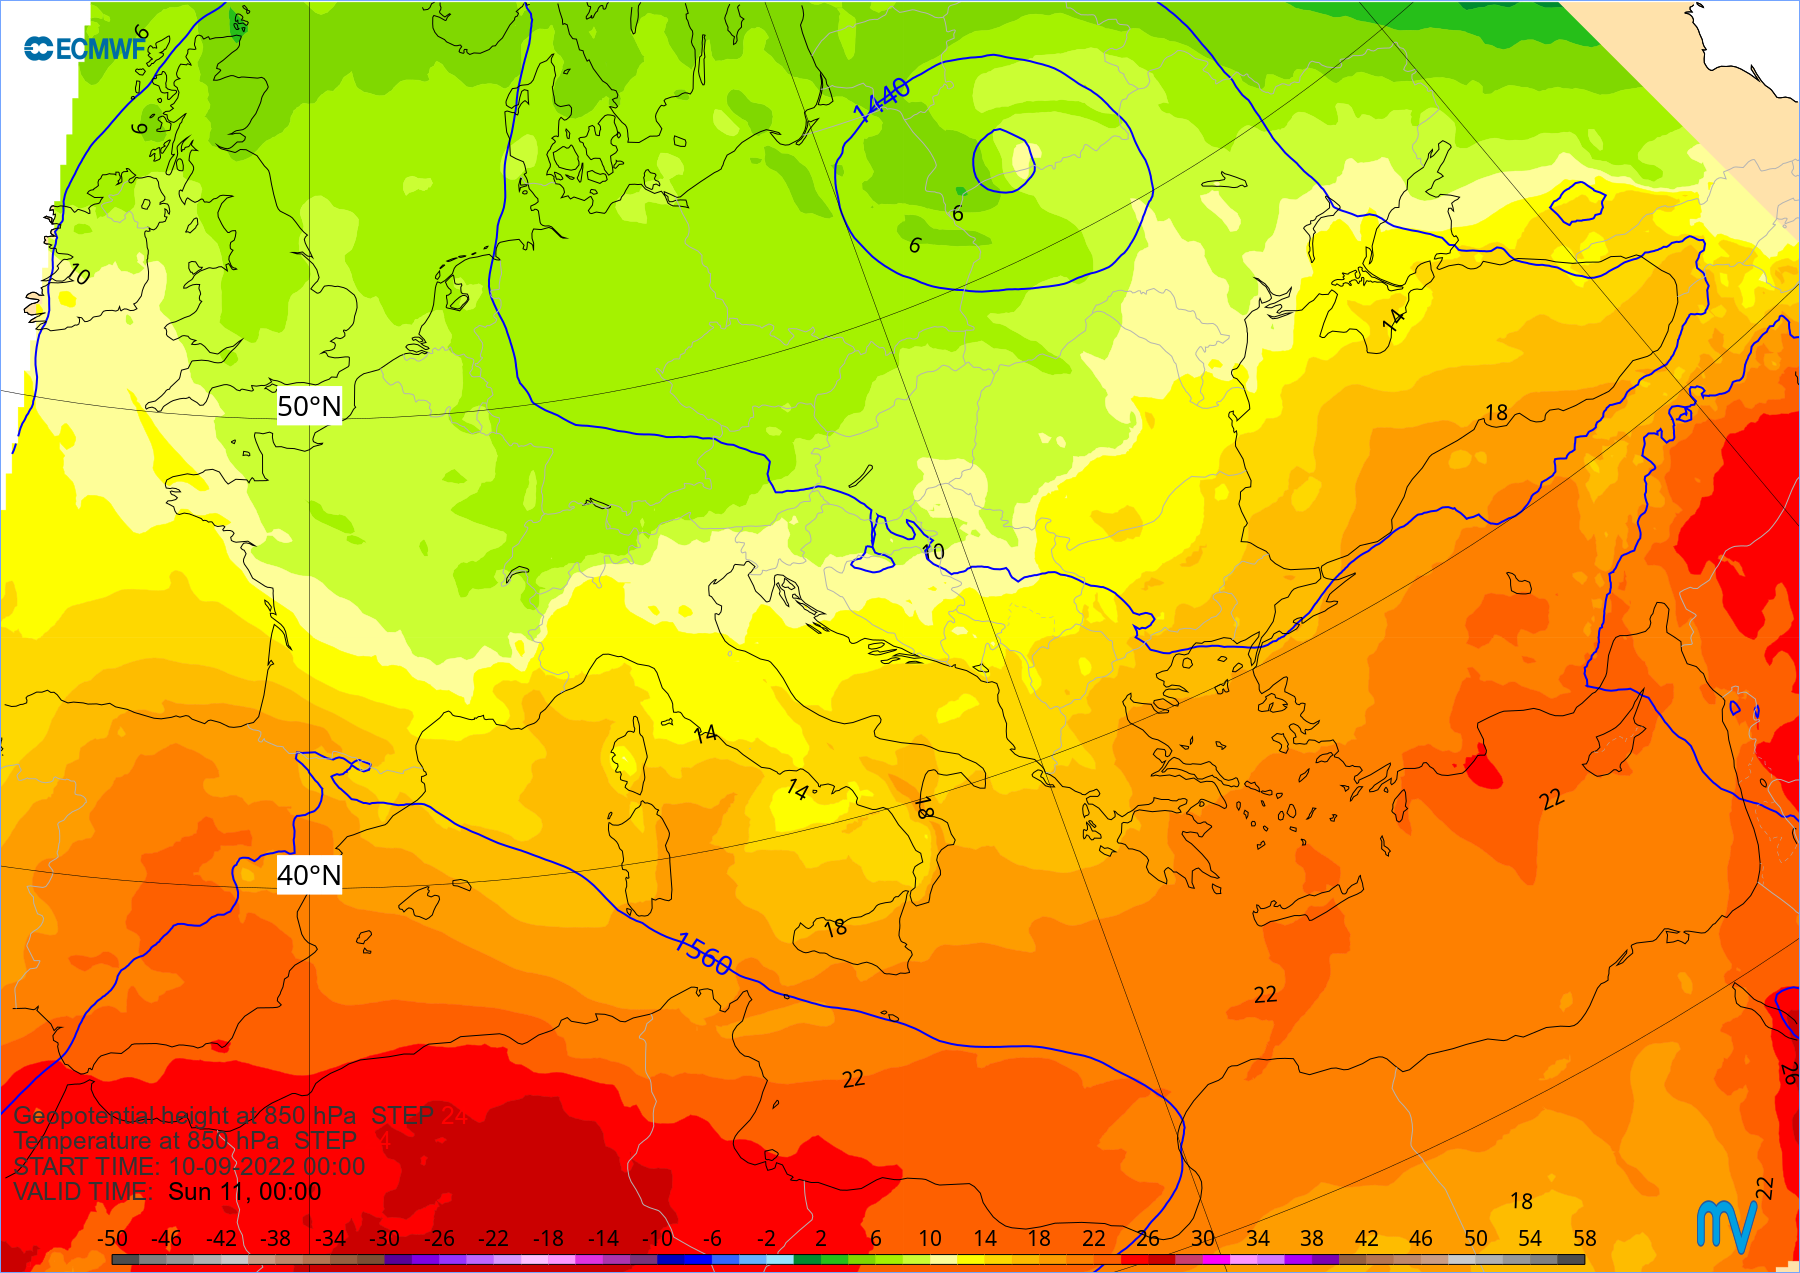 ECMWF
6
6
10
1440
6
6
14
18
50°N
10
14
14
18
22
40°N
18
1560
22
22
26
Geopotential height at 850 hPa STEP 24
Temperature at 850 hPa STEP 4
START TIME: 10-09-2022 00:00
VALID TIME: Sun 11, 00:00
18
22
-50 -46 -42 -38 -34 -30 -26 -22 -18 -14 -10 -6 -2 2 6 10 14 18 22 26 30 34 38 42 46 50 54 58